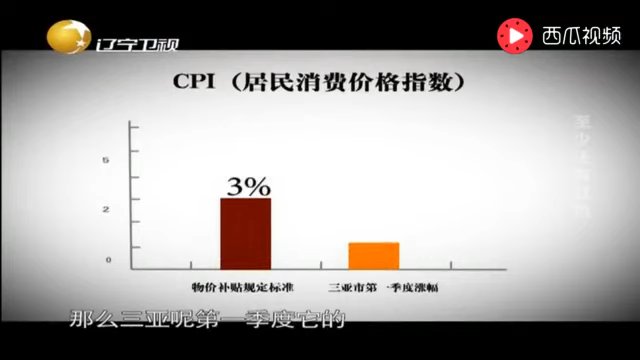 辽宁卫视
西瓜视频
CPI（居民消费价格指数）
5
3%
2
0
物价补贴规定标准
三亚市第一季度涨幅
那么三亚呢第一季度它的